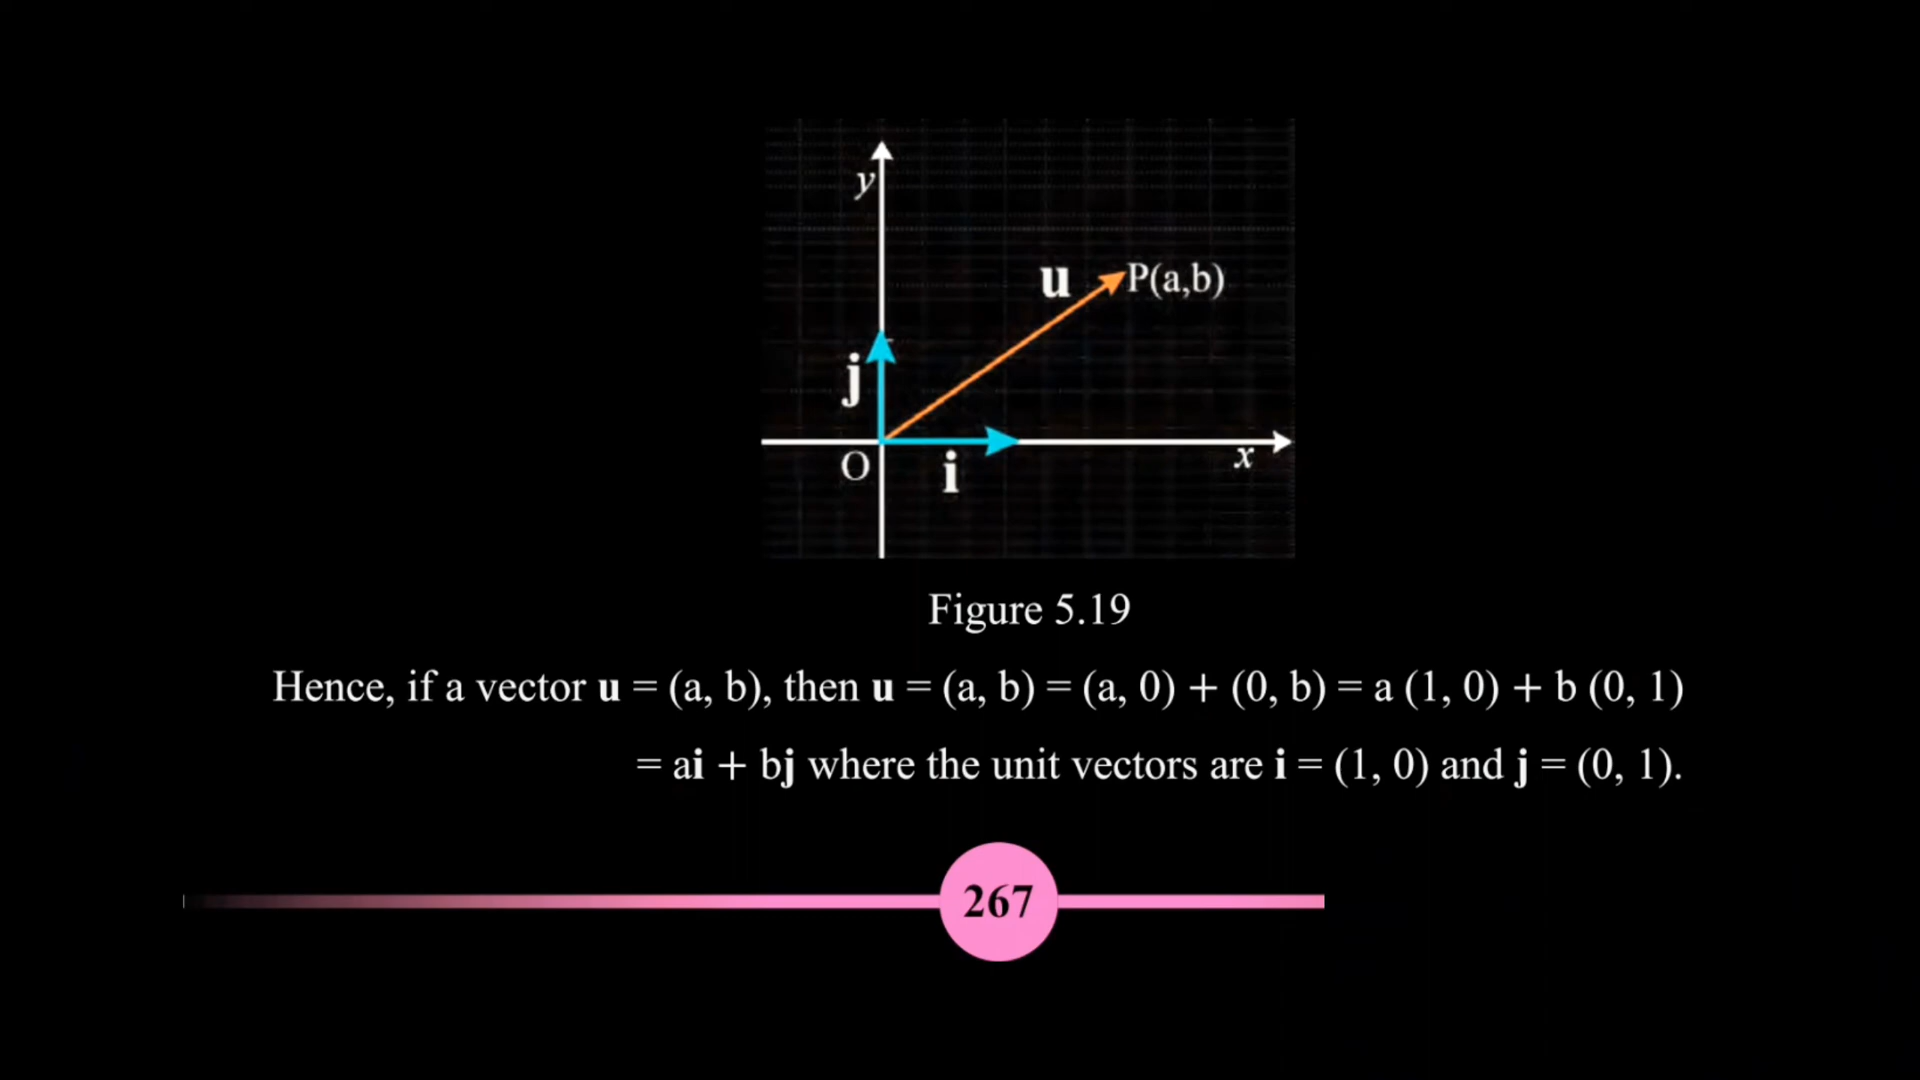 y
u
P(a,b)
j
O
i
x
Figure 5.19
Hence, if a vector u = (a, b), then u = (a, b) = (a, 0) + (0, b) = a (1, 0) + b (0, 1)
= ai + bj where the unit vectors are i = (1, 0) and j = (0, 1).
267